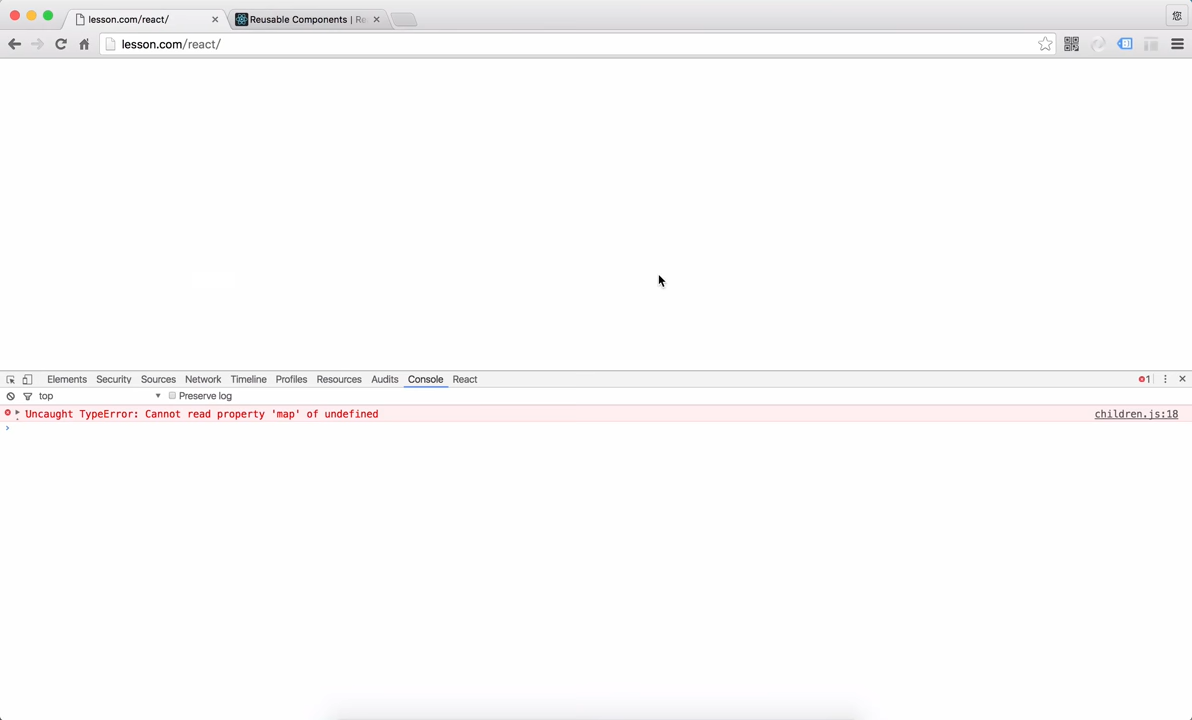 lesson.com/react/
Reusable Components | Re
您
lesson.com/react/
Elements Security Sources Network Timeline Profiles Resources Audits Console React 1
top Preserve log
Uncaught TypeError: Cannot read property 'map' of undefined children.js:18